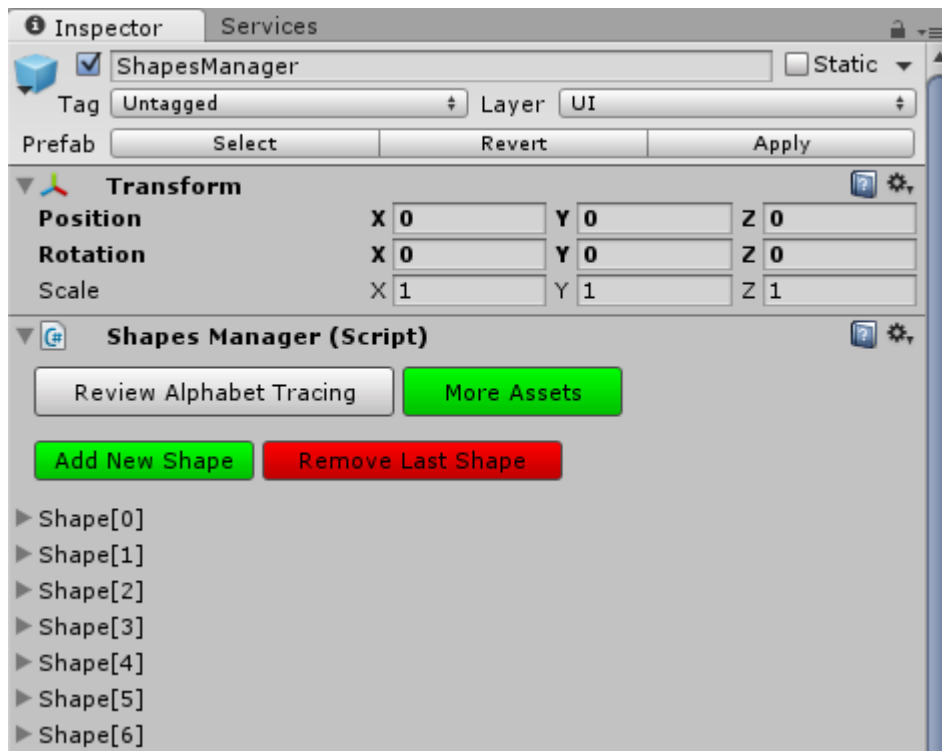 Inspector Services
ShapesManager Static
Tag Untagged Layer UI
Prefab Select Revert Apply
Transform
Position X 0 Y 0 Z 0
Rotation X 0 Y 0 Z 0
Scale X 1 Y 1 Z 1
Shapes Manager (Script)
Review Alphabet Tracing More Assets
Add New Shape Remove Last Shape
Shape[0]
Shape[1]
Shape[2]
Shape[3]
Shape[4]
Shape[5]
Shape[6]